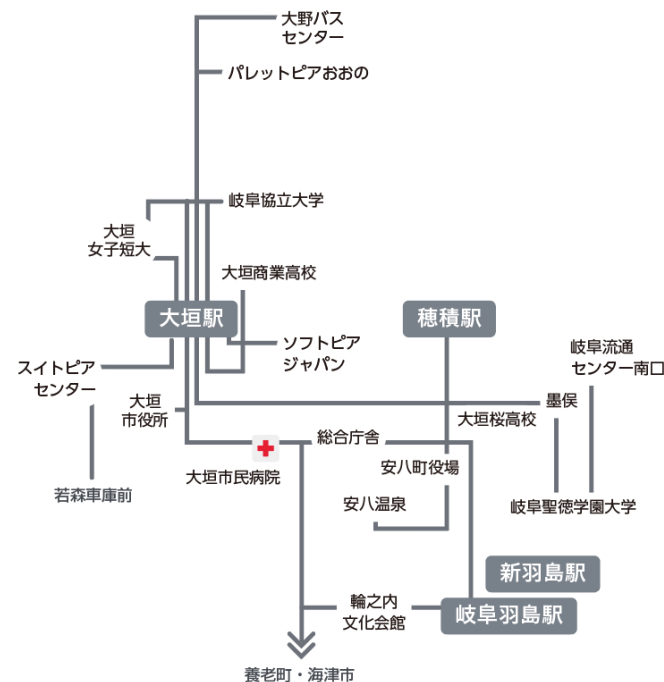 大野バス
センター
パレットピアおおの
岐阜協立大学
大垣
女子短大
大垣商業高校
大垣駅
穂積駅
ソフトピア
ジャパン
岐阜流通
センター南口
スイトピア
センター
大垣
市役所
墨俣
大垣桜高校
総合庁舎
安八町役場
大垣市民病院
若森車庫前
安八温泉
岐阜聖徳学園大学
新羽島駅
輪之内
文化会館
岐阜羽島駅
養老町・海津市